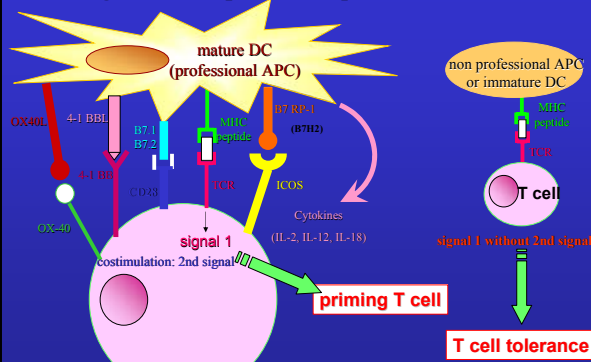 mature DC
(professional APC)
OX40L
4-1 BBL
B7.1
B7.2
MHC
peptide
B7 RP-1
(B7H2)
4-1 BB
CD28
TCR
ICOS
OX-40
Cytokines
(IL-2, IL-12, IL-18)
signal 1
costimulation: 2nd signal
priming T cell
non professional APC
or immature DC
MHC
peptide
TCR
T cell
signal 1 without 2nd signal
T cell tolerance